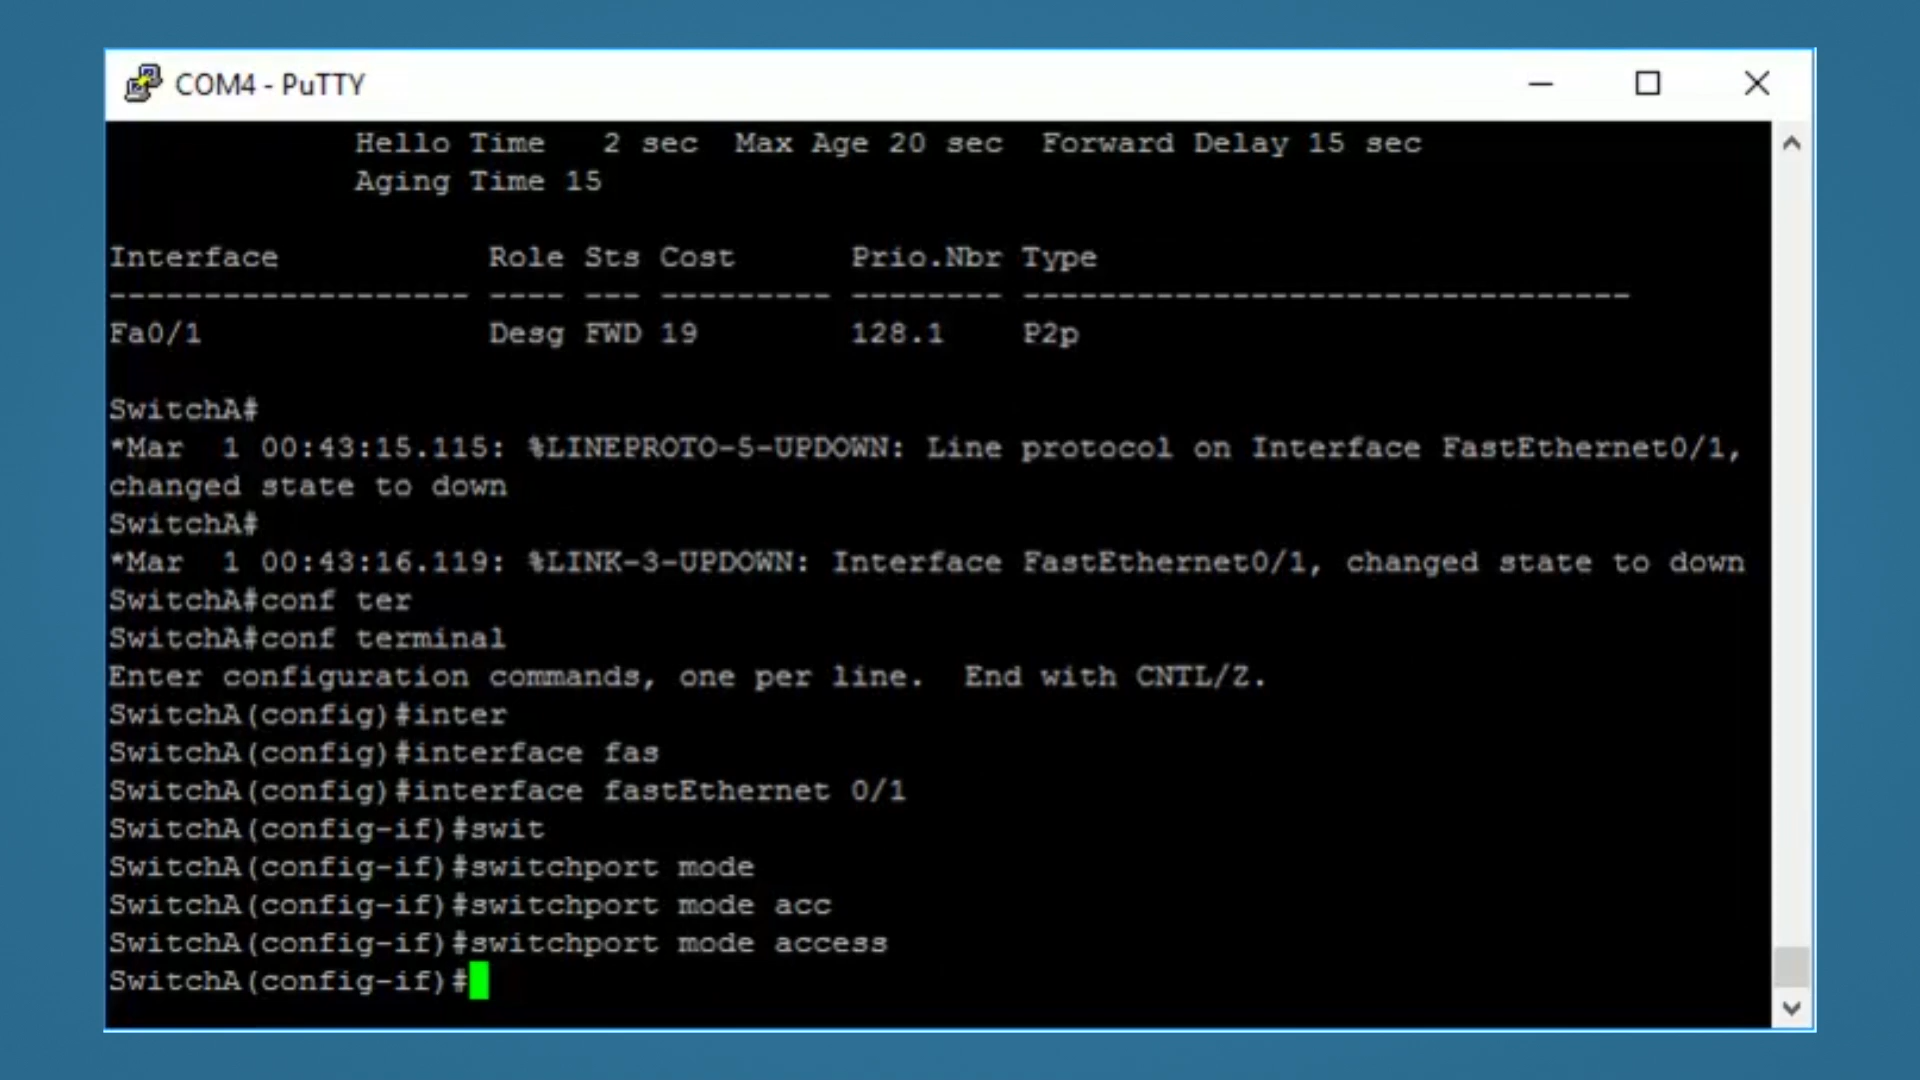 COM4 - PuTTY
Hello Time   2 sec  Max Age 20 sec  Forward Delay 15 sec
Aging Time 15
Interface           Role Sts Cost      Prio.Nbr Type
------------------- ---- --- --------- -------- --------------------------------
Fa0/1               Desg FWD 19        128.1    P2p
SwitchA#
*Mar  1 00:43:15.115: %LINEPROTO-5-UPDOWN: Line protocol on Interface FastEthernet0/1,
changed state to down
SwitchA#
*Mar  1 00:43:16.119: %LINK-3-UPDOWN: Interface FastEthernet0/1, changed state to down
SwitchA#conf ter
SwitchA#conf terminal
Enter configuration commands, one per line.  End with CNTL/Z.
SwitchA(config)#inter
SwitchA(config)#interface fas
SwitchA(config)#interface fastEthernet 0/1
SwitchA(config-if)#swit
SwitchA(config-if)#switchport mode
SwitchA(config-if)#switchport mode acc
SwitchA(config-if)#switchport mode access
SwitchA(config-if)#